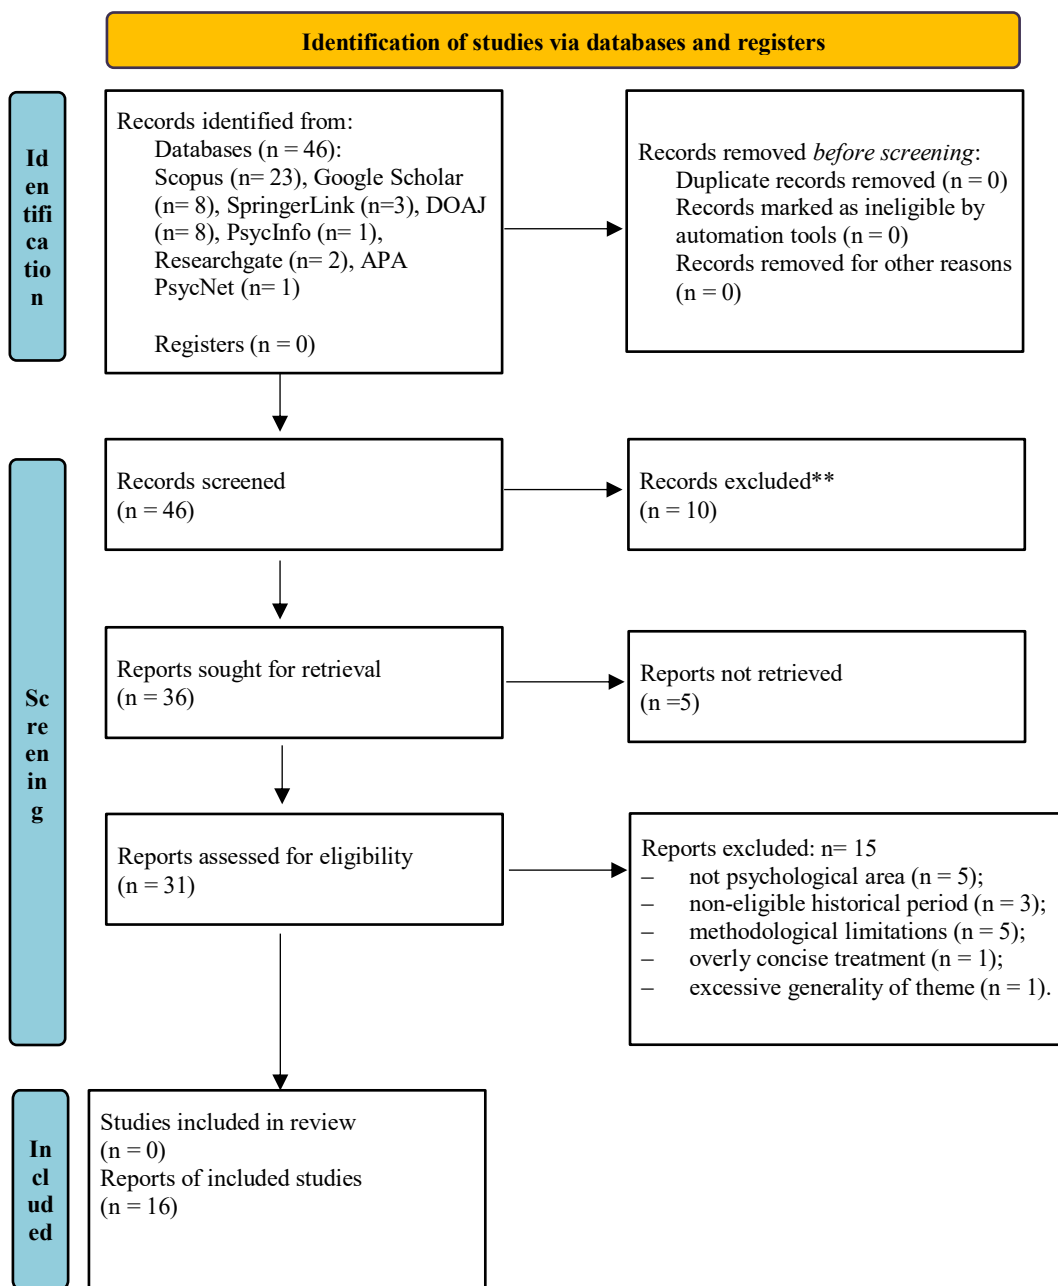 Identification of studies via databases and registers
Id
en
tifi
ca
tio
n
Records identified from:
Databases (n = 46):
Scopus (n= 23), Google Scholar
(n= 8), SpringerLink (n=3), DOAJ
(n= 8), PsycInfo (n= 1),
Researchgate (n= 2), APA
PsycNet (n= 1)
Registers (n = 0)
Records removed before screening:
Duplicate records removed (n = 0)
Records marked as ineligible by
automation tools (n = 0)
Records removed for other reasons
(n = 0)
Sc
re
en
in
g
Records screened
(n = 46)
Records excluded**
(n = 10)
Reports sought for retrieval
(n = 36)
Reports not retrieved
(n =5)
Reports assessed for eligibility
(n = 31)
Reports excluded: n= 15
– not psychological area (n = 5);
– non-eligible historical period (n = 3);
– methodological limitations (n = 5);
– overly concise treatment (n = 1);
– excessive generality of theme (n = 1).
In
cl
ud
ed
Studies included in review
(n = 0)
Reports of included studies
(n = 16)